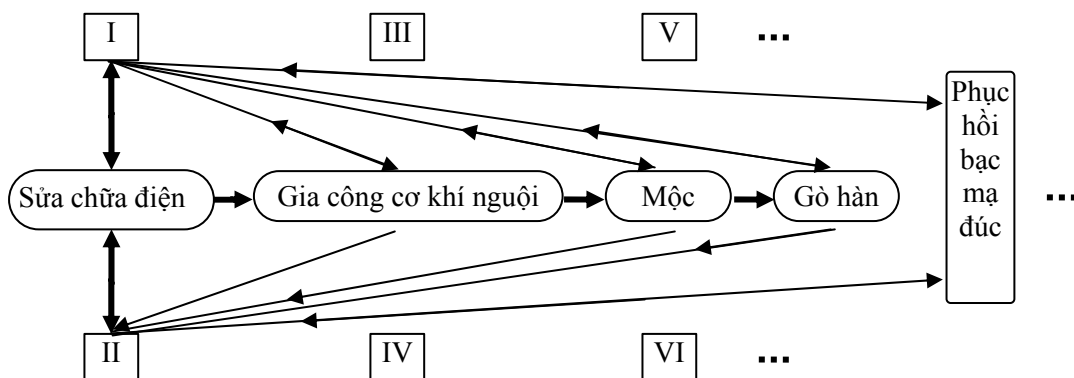 I
III
V
...
Phục
hồi
bạc
mạ
đúc
Sửa chữa điện
Gia công cơ khí nguội
Mộc
Gò hàn
...
II
IV
VI
...